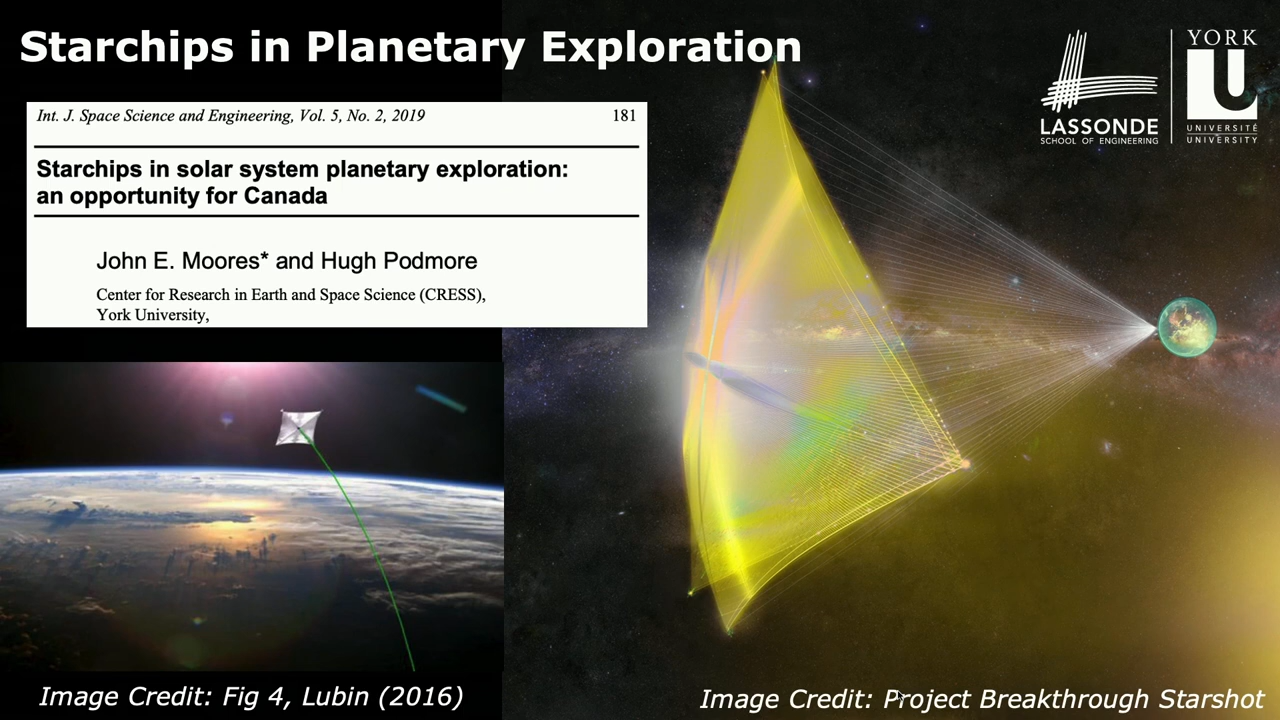 Starchips in Planetary Exploration
Int. J. Space Science and Engineering, Vol. 5, No. 2, 2019 181
Starchips in solar system planetary exploration:
an opportunity for Canada
John E. Moores* and Hugh Podmore
Center for Research in Earth and Space Science (CRESS),
York University,
LASSONDE
SCHOOL OF ENGINEERING
YORK
U
UNIVERSITÉ
UNIVERSITY
Image Credit: Fig 4, Lubin (2016)
Image Credit: Project Breakthrough Starshot